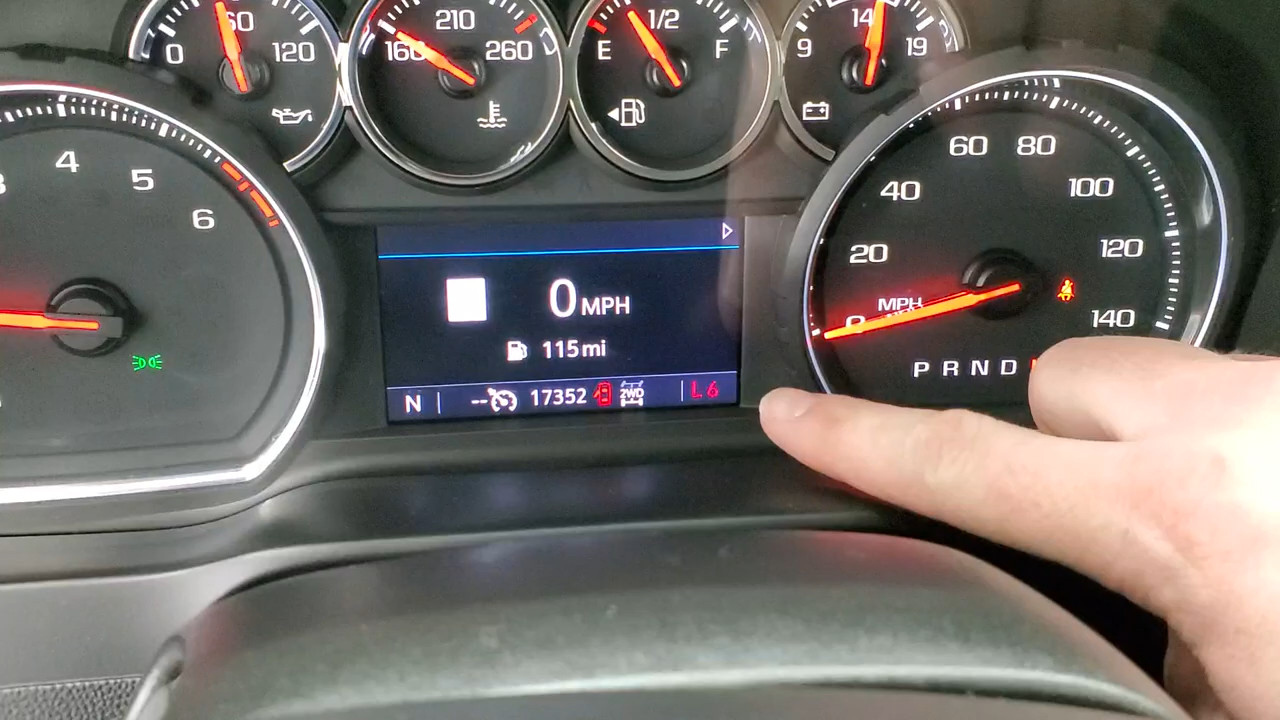 0 60 120
160 210 260
E 1/2 F
9 14 19
4 5 6
0 20 40 60 80 100 120 140
MPH
P R N D
0 MPH
115 mi
N -- 17352 2WD L 6